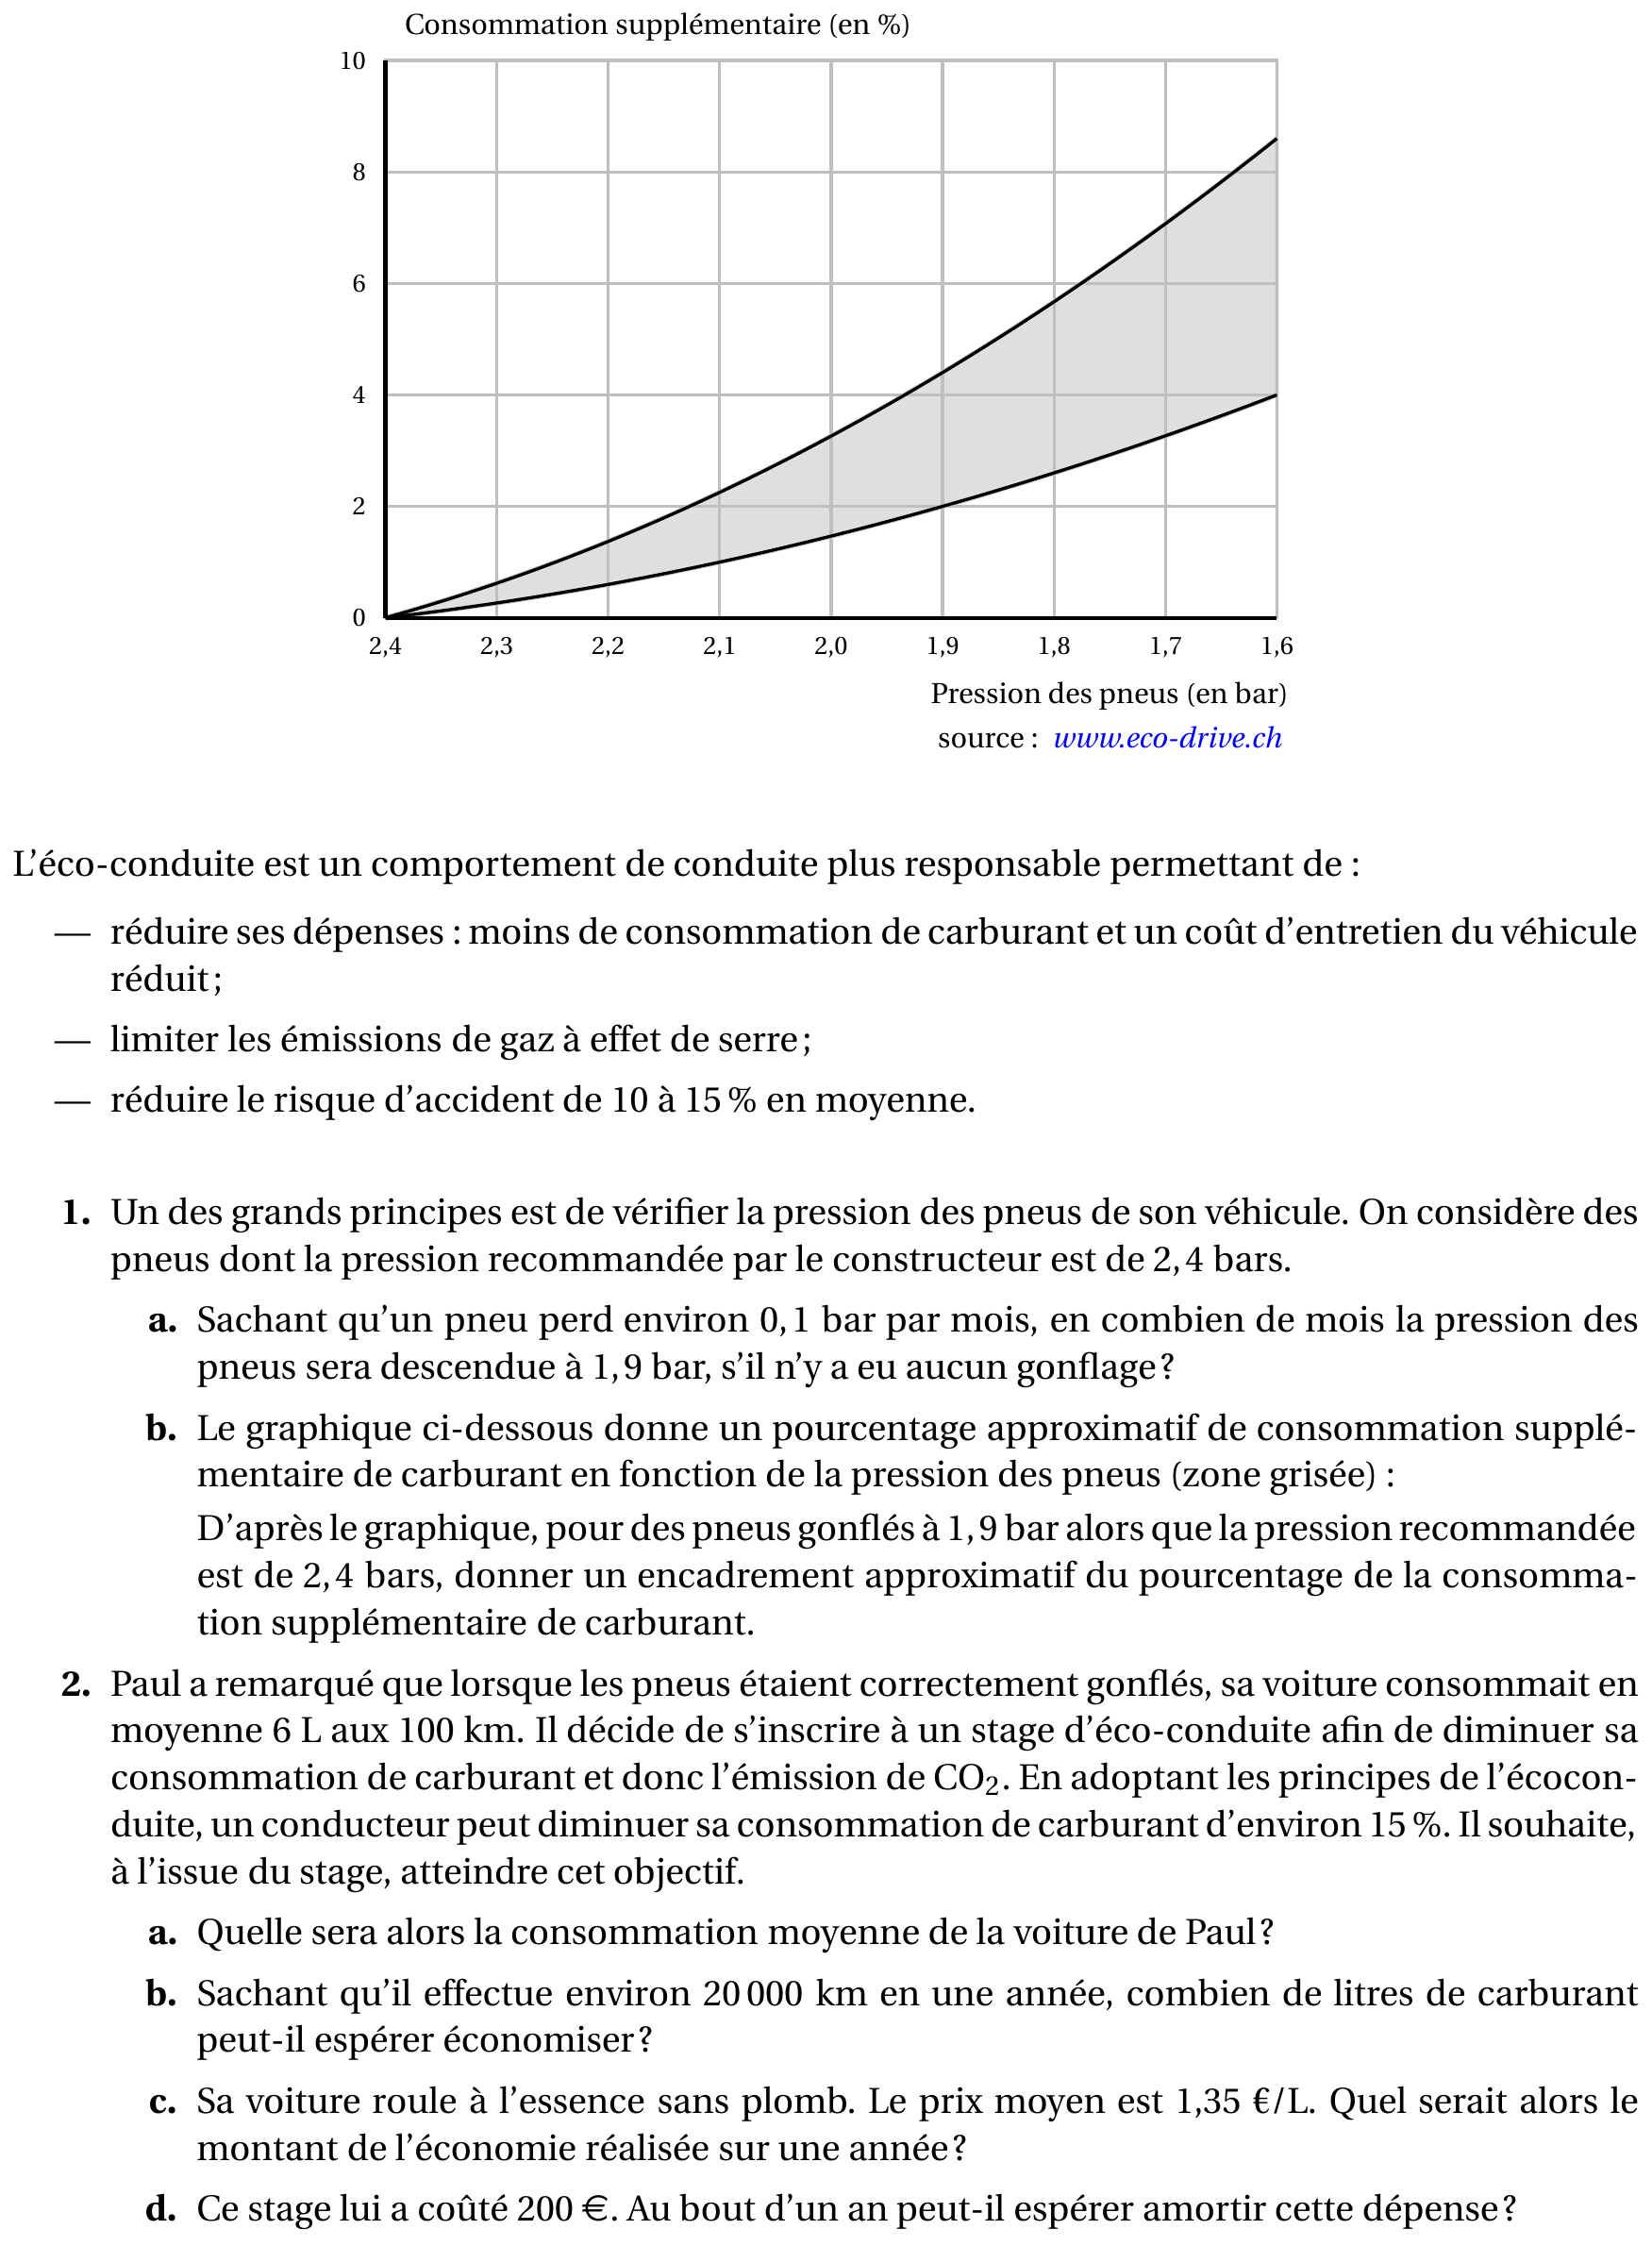 Consommation supplémentaire (en %)
10
8
6
4
2
0
2,4 2,3 2,2 2,1 2,0 1,9 1,8 1,7 1,6
Pression des pneus (en bar)
source : www.eco-drive.ch
L’éco-conduite est un comportement de conduite plus responsable permettant de :
— réduire ses dépenses : moins de consommation de carburant et un coût d’entretien du véhicule
réduit ;
— limiter les émissions de gaz à effet de serre ;
— réduire le risque d’accident de 10 à 15 % en moyenne.
1. Un des grands principes est de vérifier la pression des pneus de son véhicule. On considère des
pneus dont la pression recommandée par le constructeur est de 2,4 bars.
a. Sachant qu’un pneu perd environ 0,1 bar par mois, en combien de mois la pression des
pneus sera descendue à 1,9 bar, s’il n’y a eu aucun gonflage ?
b. Le graphique ci-dessous donne un pourcentage approximatif de consommation supplé-
mentaire de carburant en fonction de la pression des pneus (zone grisée) :
D’après le graphique, pour des pneus gonflés à 1,9 bar alors que la pression recommandée
est de 2,4 bars, donner un encadrement approximatif du pourcentage de la consomma-
tion supplémentaire de carburant.
2. Paul a remarqué que lorsque les pneus étaient correctement gonflés, sa voiture consommait en
moyenne 6 L aux 100 km. Il décide de s’inscrire à un stage d’éco-conduite afin de diminuer sa
consommation de carburant et donc l’émission de CO₂. En adoptant les principes de l’écocon-
duite, un conducteur peut diminuer sa consommation de carburant d’environ 15 %. Il souhaite,
à l’issue du stage, atteindre cet objectif.
a. Quelle sera alors la consommation moyenne de la voiture de Paul ?
b. Sachant qu’il effectue environ 20 000 km en une année, combien de litres de carburant
peut-il espérer économiser ?
c. Sa voiture roule à l’essence sans plomb. Le prix moyen est 1,35 €/L. Quel serait alors le
montant de l’économie réalisée sur une année ?
d. Ce stage lui a coûté 200 €. Au bout d’un an peut-il espérer amortir cette dépense ?